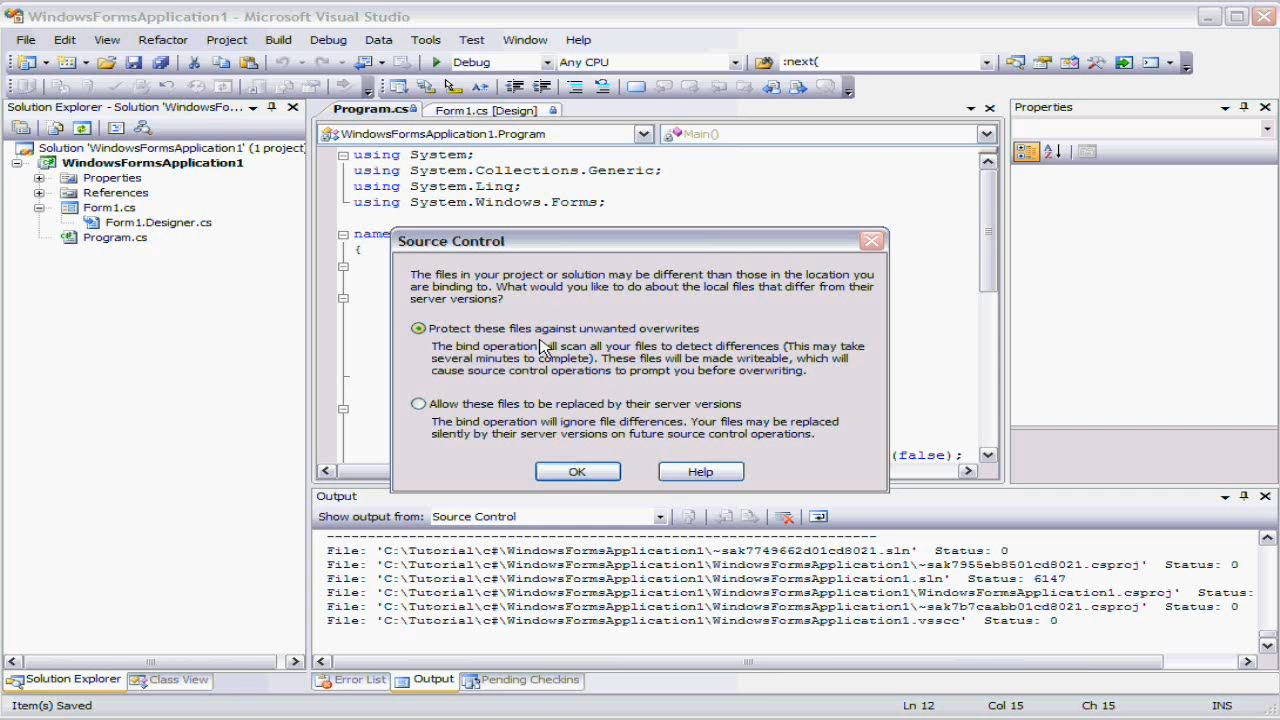 WindowsFormsApplication1 - Microsoft Visual Studio
File Edit View Refactor Project Build Debug Data Tools Test Window Help
Debug Any CPU :next{
Solution Explorer - Solution 'WindowsFo...
Program.cs Form1.cs [Design]
Properties
WindowsFormsApplication1.Program
Main()
Solution 'WindowsFormsApplication1' (1 project)
WindowsFormsApplication1
Properties
References
Form1.cs
Form1.Designer.cs
Program.cs
using System;
using System.Collections.Generic;
using System.Linq;
using System.Windows.Forms;
name
{
Source Control
The files in your project or solution may be different than those in the location you
are binding to. What would you like to do about the local files that differ from their
server versions?
Protect these files against unwanted overwrites
The bind operation will scan all your files to detect differences (This may take
several minutes to complete). These files will be made writeable, which will
cause source control operations to prompt you before overwriting.
Allow these files to be replaced by their server versions
The bind operation will ignore file differences. Your files may be replaced
silently by their server versions on future source control operations.
OK Help
(false);
Output
Show output from: Source Control
------------------------------------------------------------------
File: 'C:\Tutorial\c#\WindowsFormsApplication1\~sak7749662d01cd8021.sln' Status: 0
File: 'C:\Tutorial\c#\WindowsFormsApplication1\WindowsFormsApplication1\~sak7955eb8501cd8021.csproj' Status: 0
File: 'C:\Tutorial\c#\WindowsFormsApplication1\WindowsFormsApplication1.sln' Status: 6147
File: 'C:\Tutorial\c#\WindowsFormsApplication1\WindowsFormsApplication1\WindowsFormsApplication1.csproj' Status:
File: 'C:\Tutorial\c#\WindowsFormsApplication1\WindowsFormsApplication1\~sak7b7caabb01cd8021.csproj' Status: 0
File: 'C:\Tutorial\c#\WindowsFormsApplication1\WindowsFormsApplication1.vsscc' Status: 0
Solution Explorer Class View
Error List Output Pending Checkins
Item(s) Saved Ln 12 Col 15 Ch 15 INS